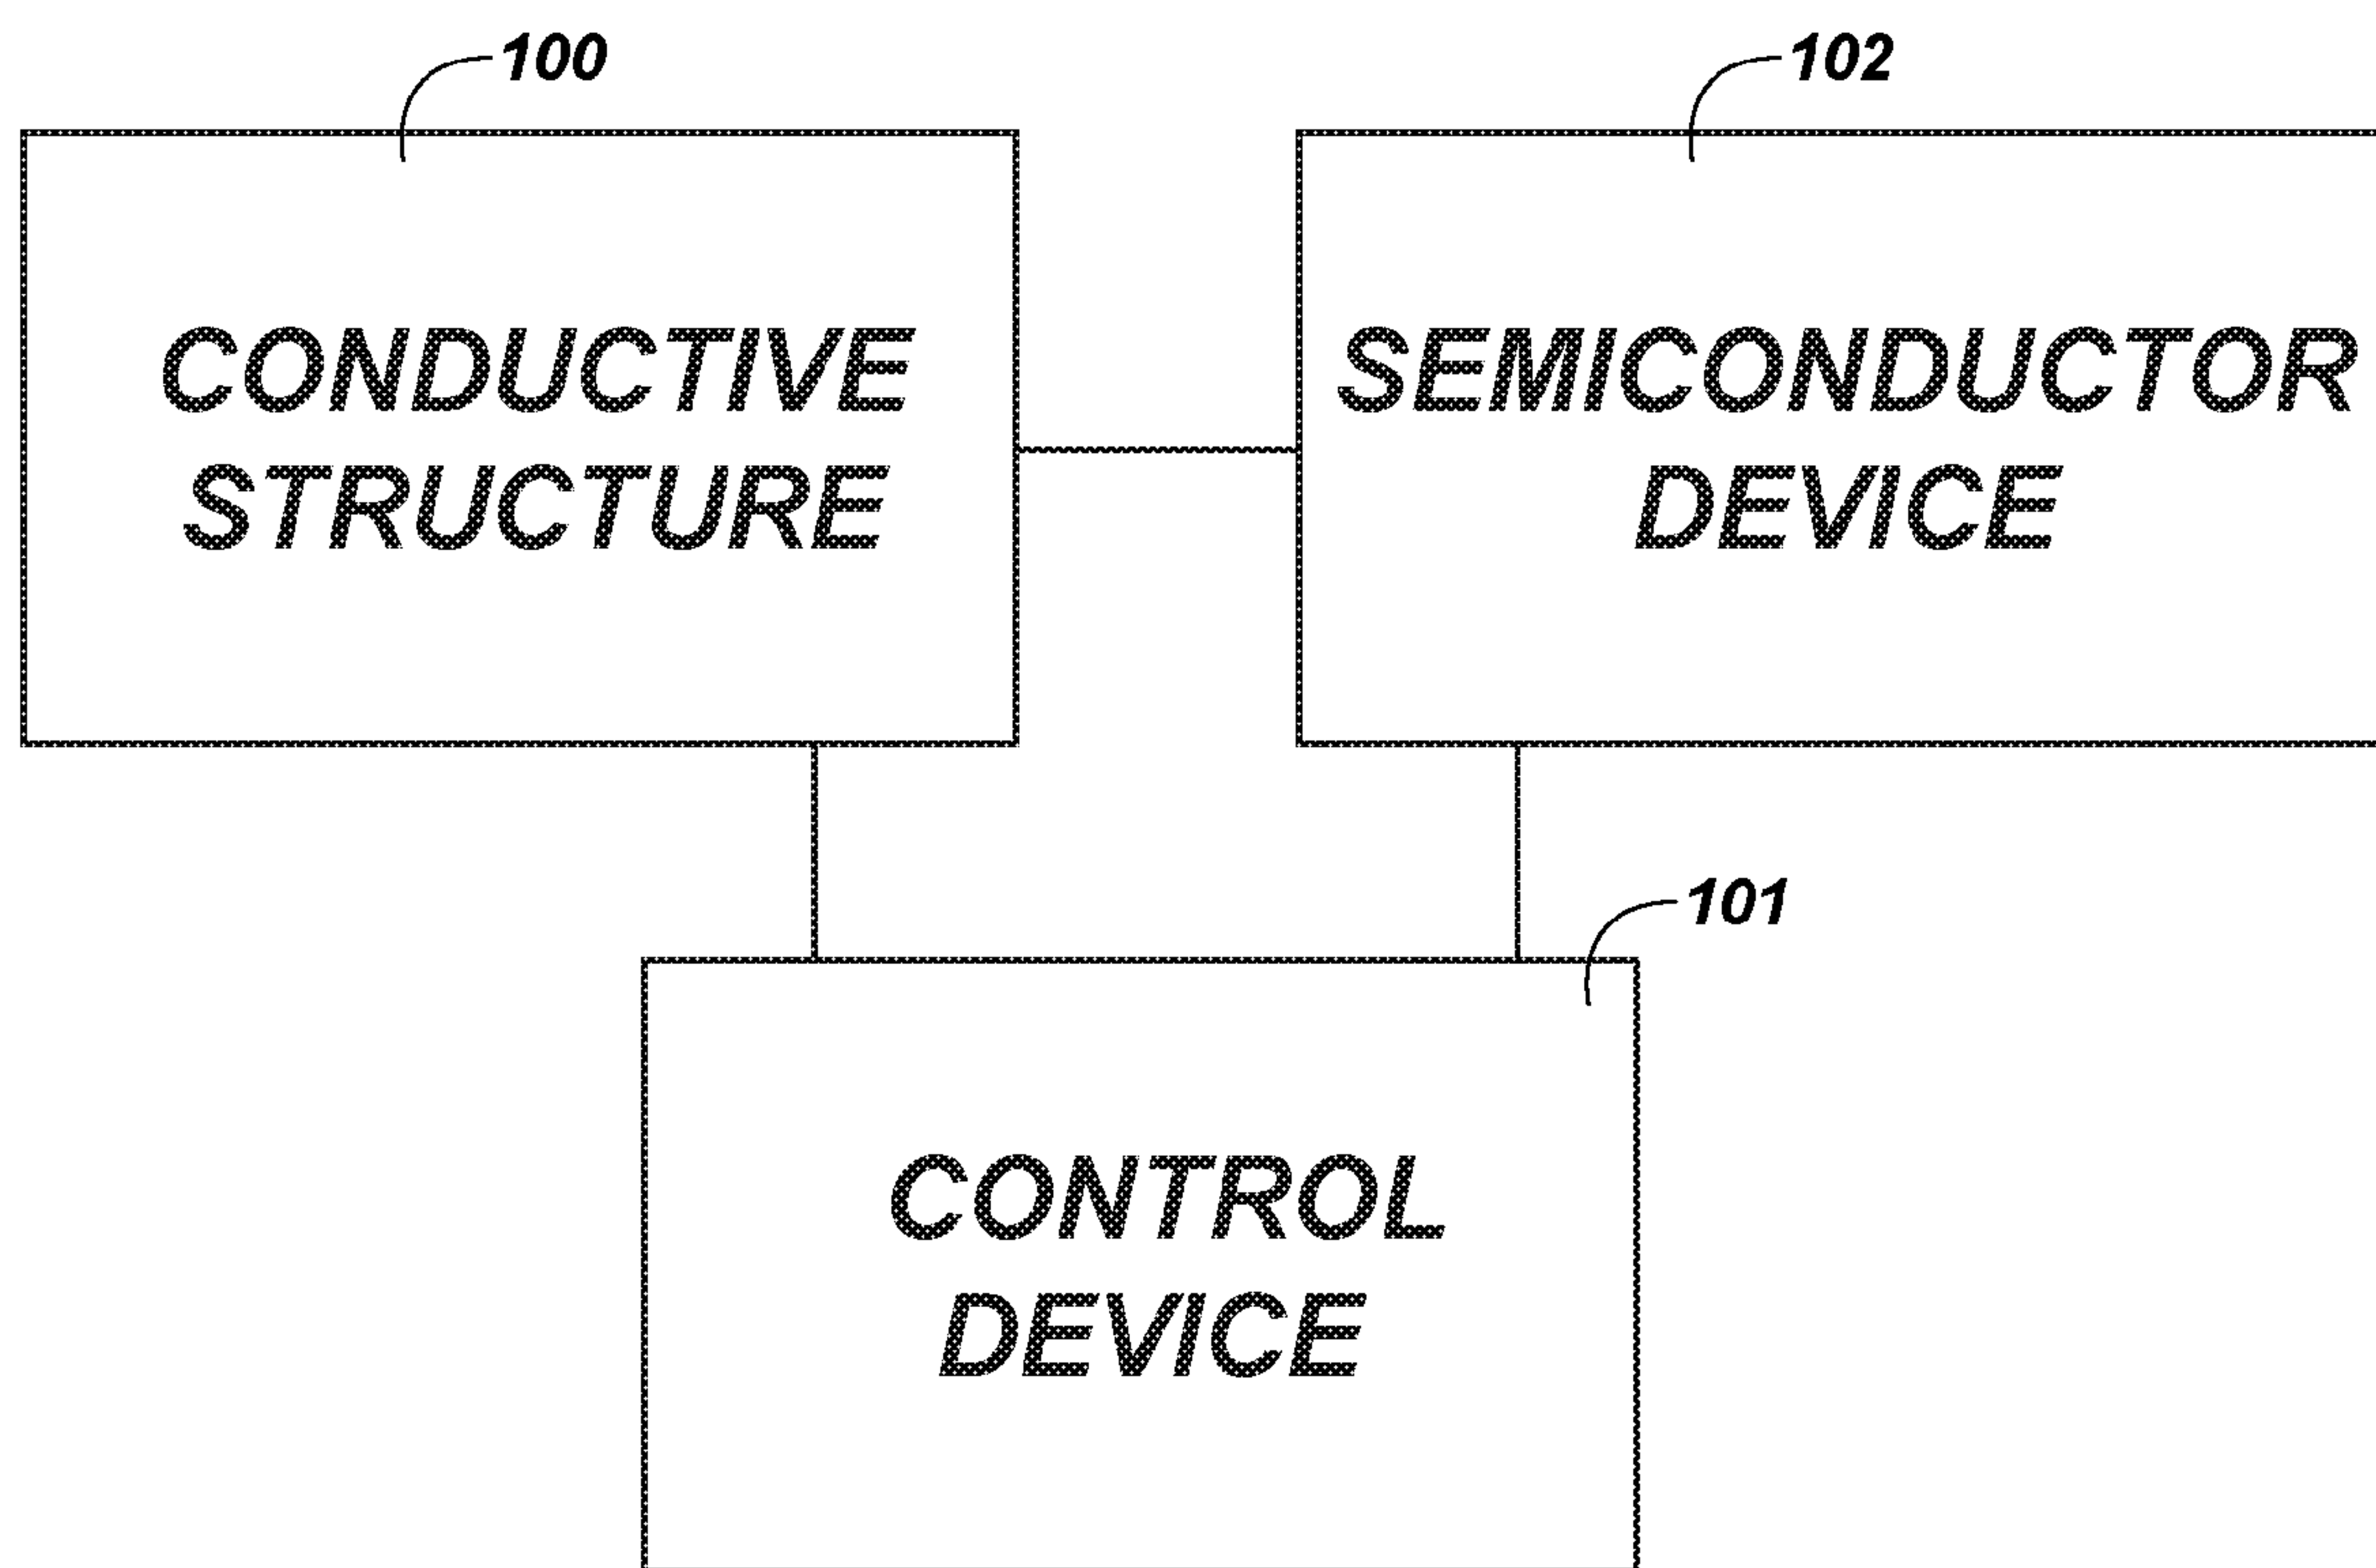 100
102
CONDUCTIVE
STRUCTURE
SEMICONDUCTOR
DEVICE
101
CONTROL
DEVICE